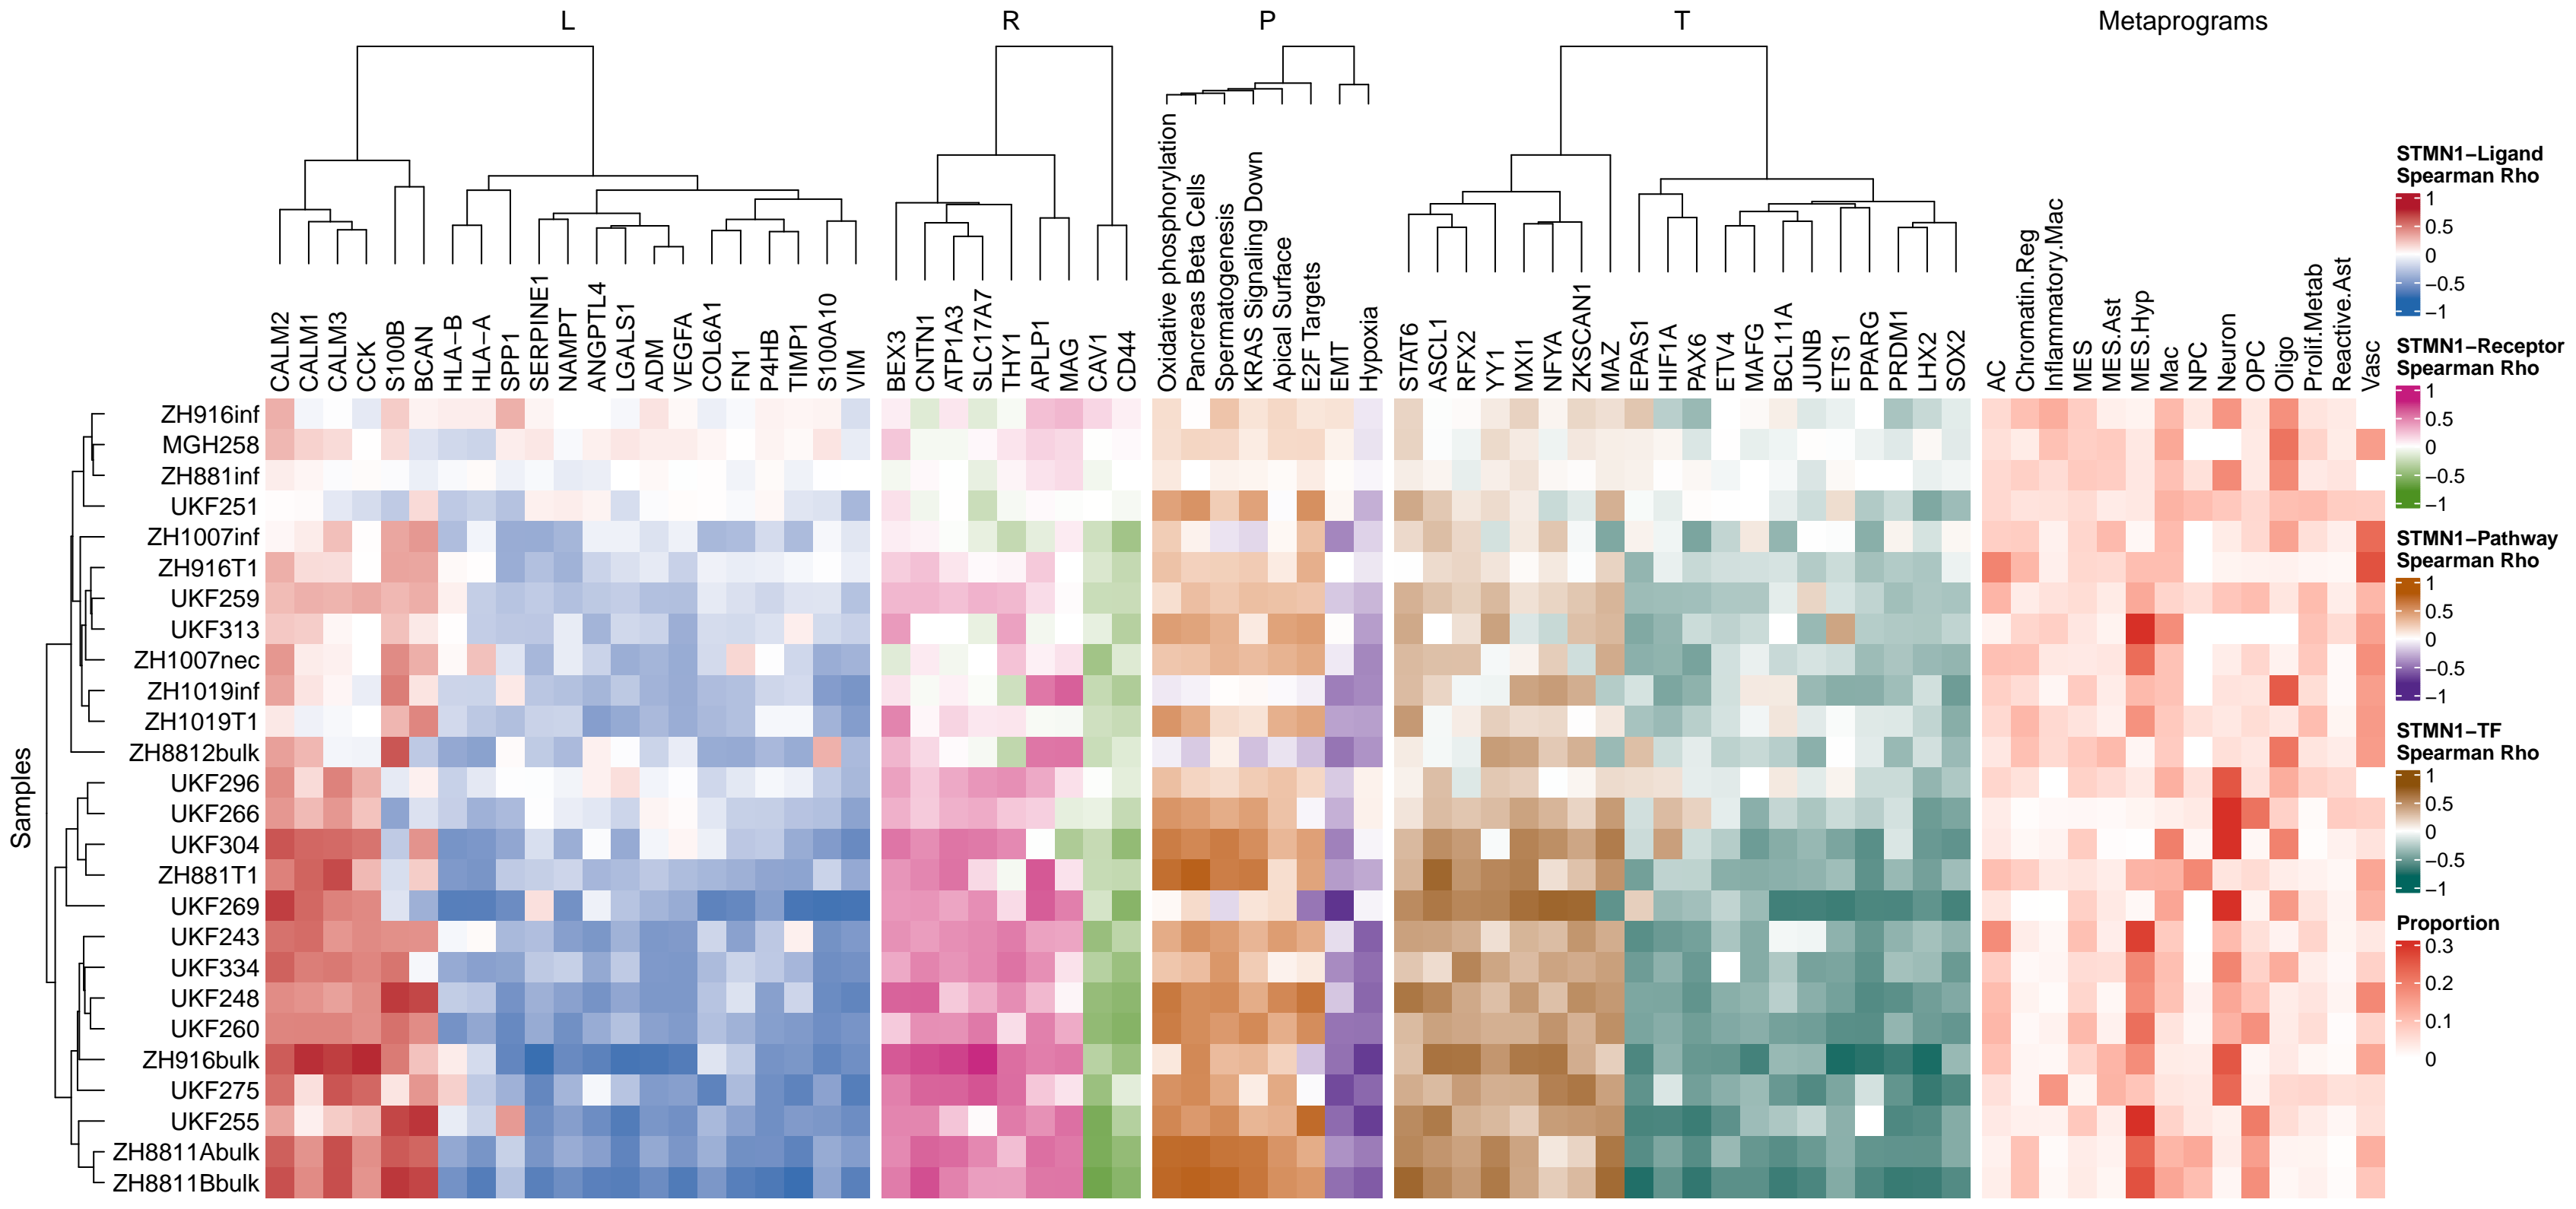 L
R
P
T
Metaprograms
CALM2
CALM1
CALM3
CCK
S100B
BCAN
HLA−B
HLA−A
SPP1
SERPINE1
NAMPT
ANGPTL4
LGALS1
ADM
VEGFA
COL6A1
FN1
P4HB
TIMP1
S100A10
VIM
BEX3
CNTN1
ATP1A3
SLC17A7
THY1
APLP1
MAG
CAV1
CD44
Oxidative phosphorylation
Pancreas Beta Cells
Spermatogenesis
KRAS Signaling Down
Apical Surface
E2F Targets
EMT
Hypoxia
STAT6
ASCL1
RFX2
YY1
MXI1
NFYA
ZKSCAN1
MAZ
EPAS1
HIF1A
PAX6
ETV4
MAFG
BCL11A
JUNB
ETS1
PPARG
PRDM1
LHX2
SOX2
AC
Chromatin.Reg
Inflammatory.Mac
MES
MES.Ast
MES.Hyp
Mac
NPC
Neuron
OPC
Oligo
Prolif.Metab
Reactive.Ast
Vasc
Samples
ZH916inf
MGH258
ZH881inf
UKF251
ZH1007inf
ZH916T1
UKF259
UKF313
ZH1007nec
ZH1019inf
ZH1019T1
ZH8812bulk
UKF296
UKF266
UKF304
ZH881T1
UKF269
UKF243
UKF334
UKF248
UKF260
ZH916bulk
UKF275
UKF255
ZH8811Abulk
ZH8811Bbulk
STMN1−Ligand
Spearman Rho
1
0.5
0
−0.5
−1
STMN1−Receptor
Spearman Rho
1
0.5
0
−0.5
−1
STMN1−Pathway
Spearman Rho
1
0.5
0
−0.5
−1
STMN1−TF
Spearman Rho
1
0.5
0
−0.5
−1
Proportion
0.3
0.2
0.1
0